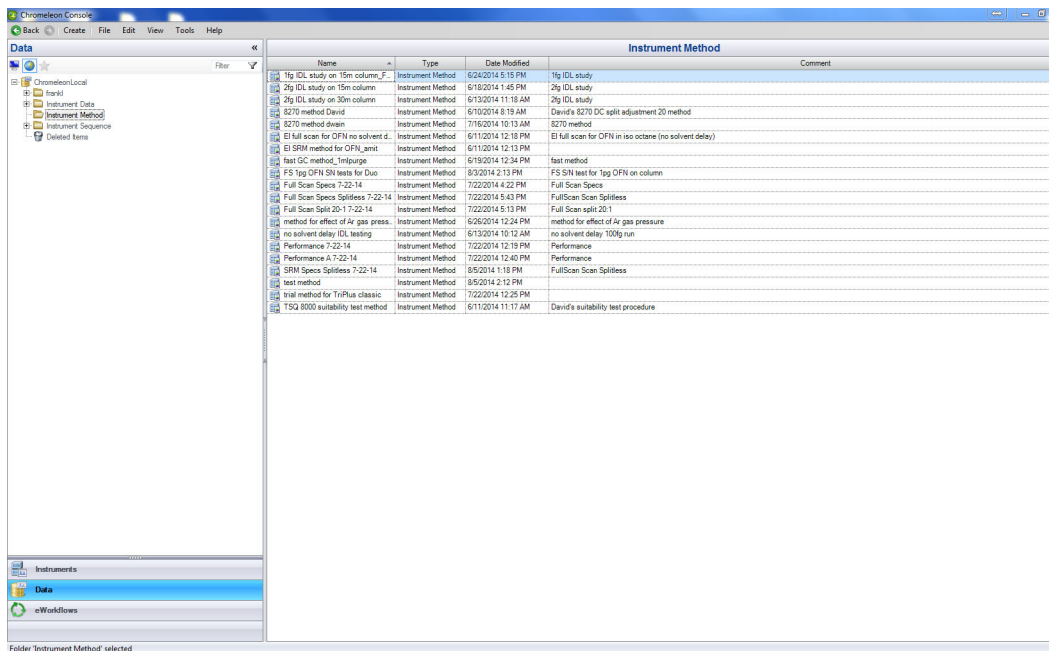 Chromeleon Console
Back Create File Edit View Tools Help
Data «
Filter
ChromeleonLocal
frankl
Instrument Data
Instrument Method
Instrument Sequence
Deleted Items
Instruments
Data
eWorkflows
Instrument Method
Name Type Date Modified Comment
1fg IDL study on 15m column_F... Instrument Method 6/24/2014 5:15 PM 1fg IDL study
2fg IDL study on 15m column Instrument Method 6/18/2014 1:45 PM 2fg IDL study
2fg IDL study on 30m column Instrument Method 6/13/2014 11:18 AM 2fg IDL study
8270 method David Instrument Method 6/10/2014 8:19 AM David's 8270 DC split adjustment 20 method
8270 method dwain Instrument Method 7/16/2014 10:13 AM 8270 method
EI full scan for OFN no solvent d... Instrument Method 6/11/2014 12:18 PM EI full scan for OFN in iso octane (no solvent delay)
EI SRM method for OFN_amit Instrument Method 6/11/2014 12:13 PM
fast GC method_1mlpurge Instrument Method 6/19/2014 12:34 PM fast method
FS 1pg OFN SN tests for Duo Instrument Method 8/3/2014 2:13 PM FS S/N test for 1pg OFN on column
Full Scan Specs 7-22-14 Instrument Method 7/22/2014 4:22 PM Full Scan Specs
Full Scan Specs Splitless 7-22-14 Instrument Method 7/22/2014 5:43 PM FullScan Scan Splitless
Full Scan Split 20-1 7-22-14 Instrument Method 7/22/2014 5:13 PM Full Scan split 20:1
method for effect of Ar gas press... Instrument Method 6/26/2014 12:24 PM method for effect of Ar gas pressure
no solvent delay IDL testing Instrument Method 6/13/2014 10:12 AM no solvent delay 100fg run
Performance 7-22-14 Instrument Method 7/22/2014 12:19 PM Performance
Performance A 7-22-14 Instrument Method 7/22/2014 12:40 PM Performance
SRM Specs Splitless 7-22-14 Instrument Method 8/5/2014 1:18 PM FullScan Scan Splitless
test method Instrument Method 8/5/2014 2:12 PM
trial method for TriPlus classic Instrument Method 7/22/2014 12:25 PM
TSQ 8000 suitability test method Instrument Method 6/11/2014 11:17 AM David's suitability test procedure
Folder 'Instrument Method' selected